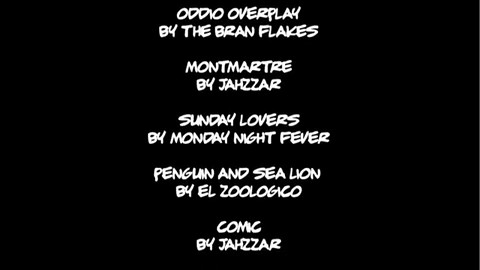 ODDIO OVERPLAY
BY THE BRAN FLAKES
MONTMARTRE
BY JAHZZAR
SUNDAY LOVERS
BY MONDAY NIGHT FEVER
PENGUIN AND SEA LION
BY EL ZOOLOGICO
COMIC
BY JAHZZAR